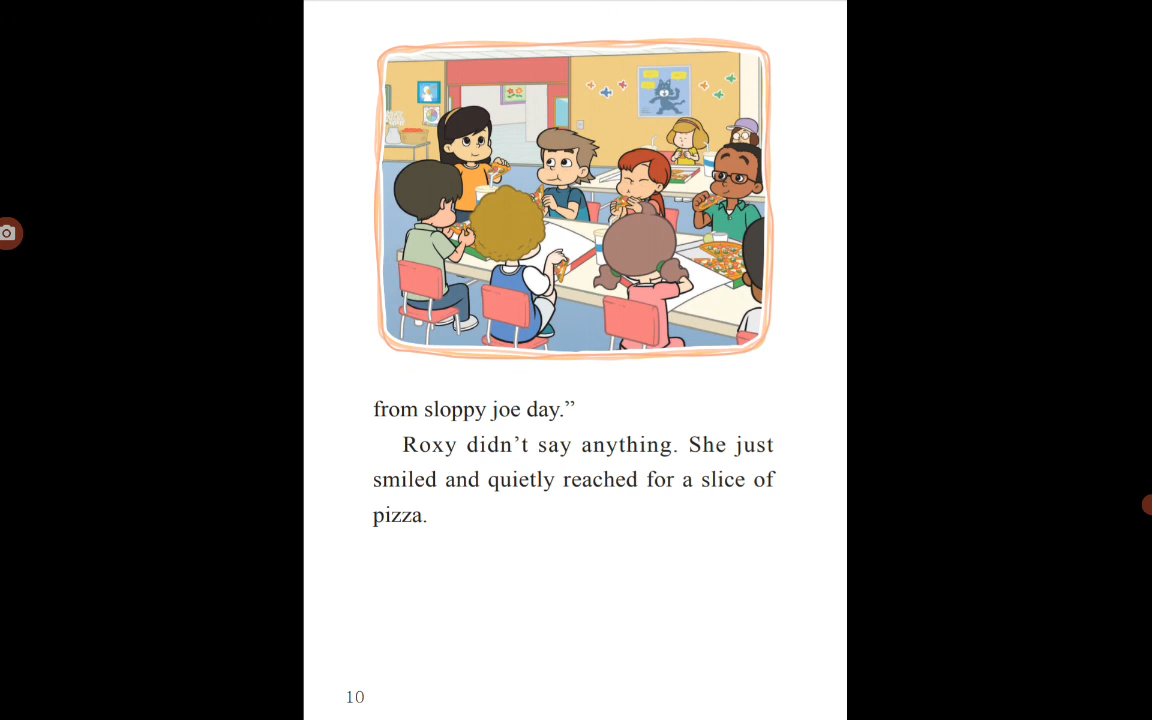 from sloppy joe day.”
Roxy didn’t say anything. She just
smiled and quietly reached for a slice of
pizza.
10